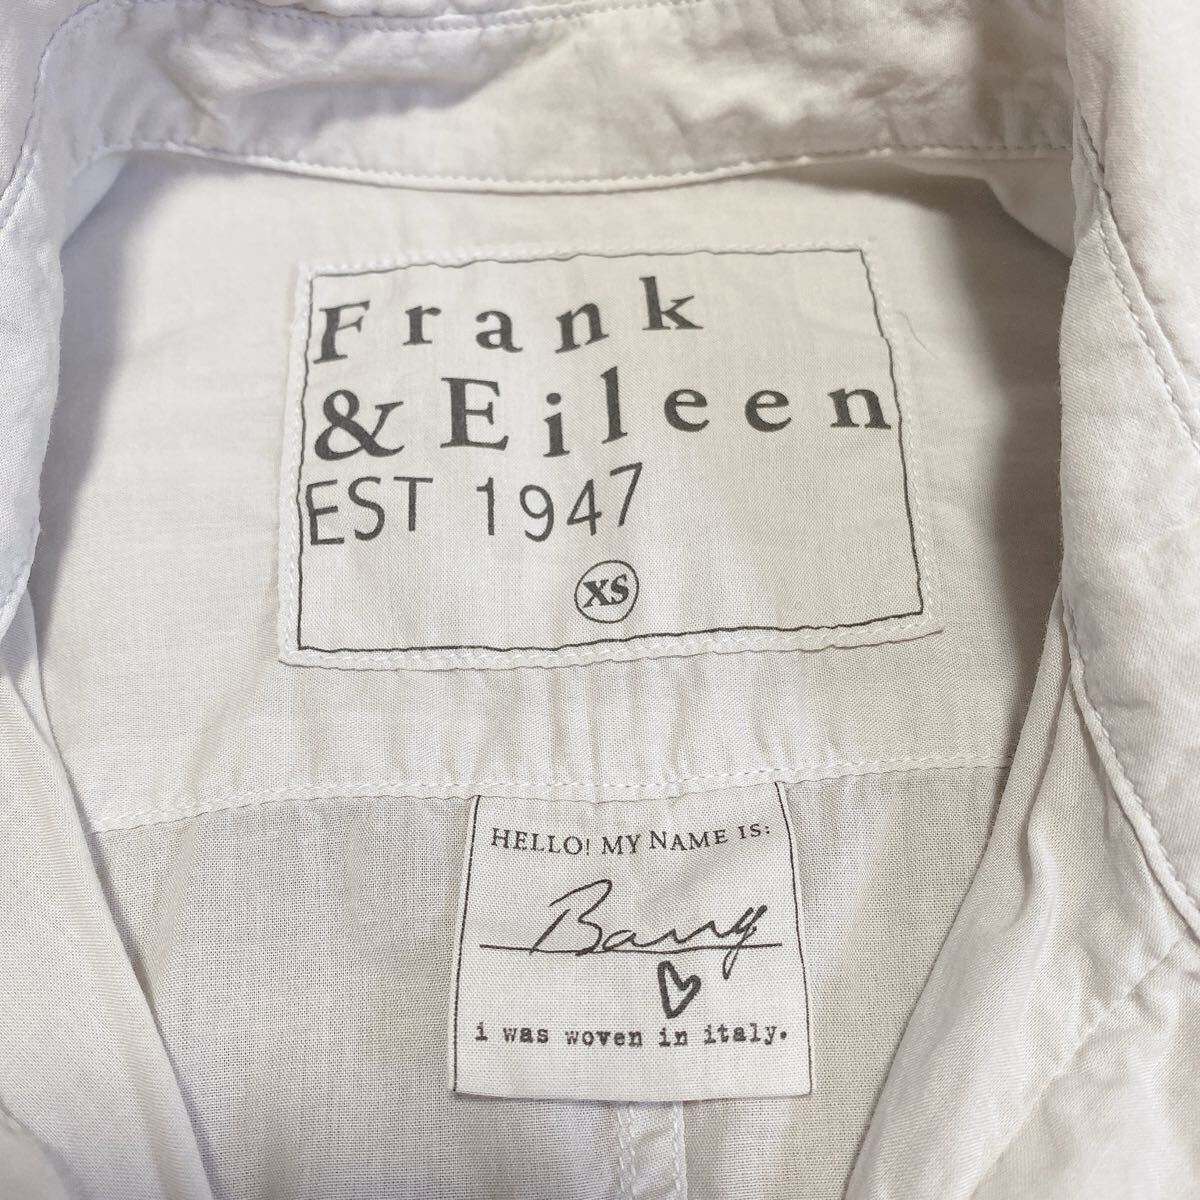 Frank
& Eileen
EST 1947
XS
HELLO! MY NAME IS:
Barry
i was woven in italy.